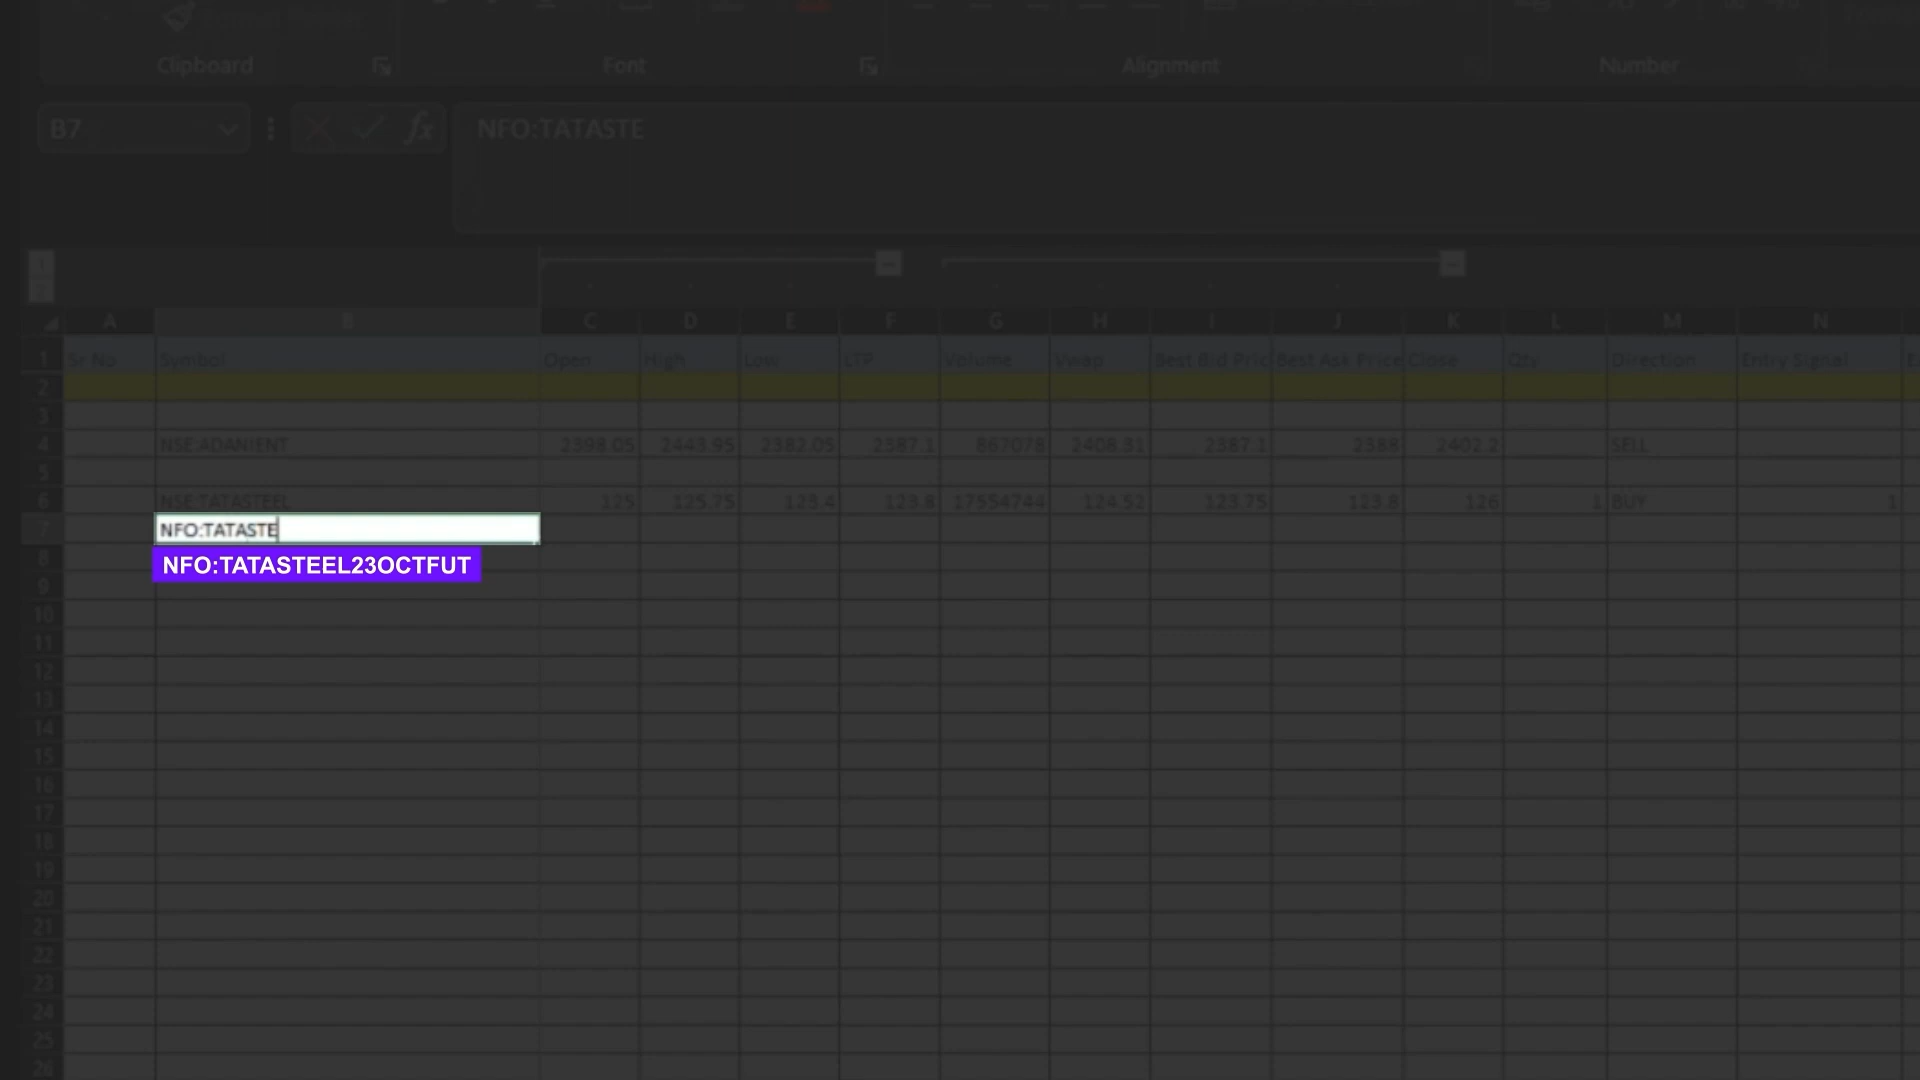 Clipboard Font Alignment Number
B7 fx NFO:TATASTE
A B C D E F G H I J K L M N
1 Sr No Symbol Open High Low LTP Volume Vwap Best Bid Pric Best Ask Price Close Qty Direction Entry Signal
2
3
4 NSE:ADANIENT 2398.05 2443.95 2382.05 2387.1 867078 2408.31 2387.1 2388 2402.2 SELL
5
6 NSE:TATASTEEL 125 125.75 123.4 123.8 17554744 124.52 123.75 123.8 126 1 BUY 1
7 NFO:TATASTE
8 NFO:TATASTEEL23OCTFUT
9
10
11
12
13
14
15
16
17
18
19
20
21
22
23
24
25
26